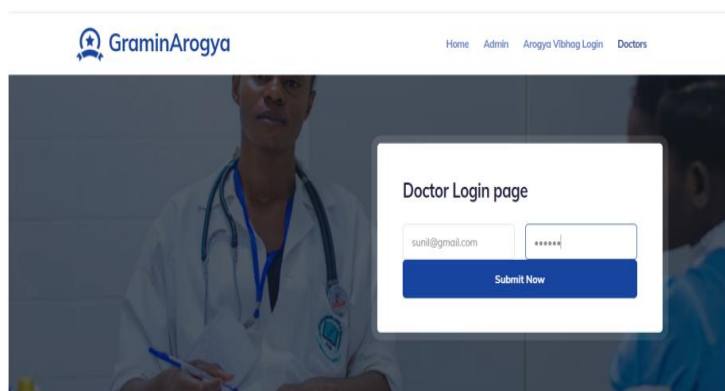 GraminArogya
Home Admin Arogya Vibhag Login Doctors
Doctor Login page
sunil@gmail.com ••••••
Submit Now